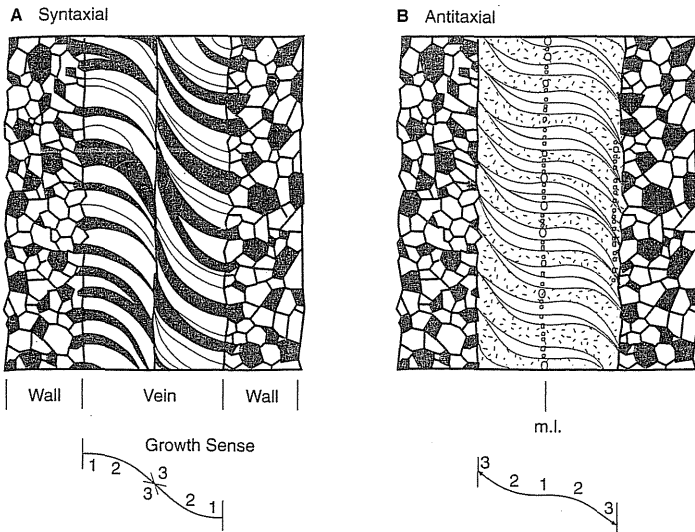 A Syntaxial
B Antitaxial
Wall
Vein
Wall
m.l.
Growth Sense
1 2 3
3 2 1
3 2 1 2 3